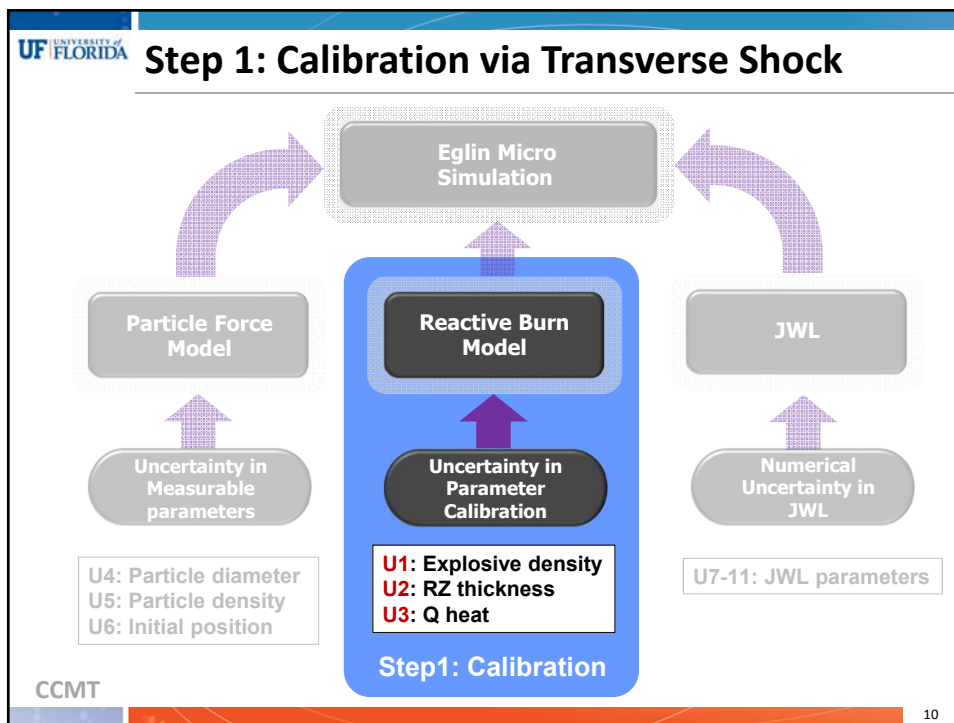 UF UNIVERSITY of FLORIDA
Step 1: Calibration via Transverse Shock
Eglin Micro
Simulation
Particle Force
Model
Reactive Burn
Model
JWL
Uncertainty in
Measurable
parameters
Uncertainty in
Parameter
Calibration
Numerical
Uncertainty in
JWL
U4: Particle diameter
U5: Particle density
U6: Initial position
U1: Explosive density
U2: RZ thickness
U3: Q heat
U7-11: JWL parameters
Step1: Calibration
CCMT
10